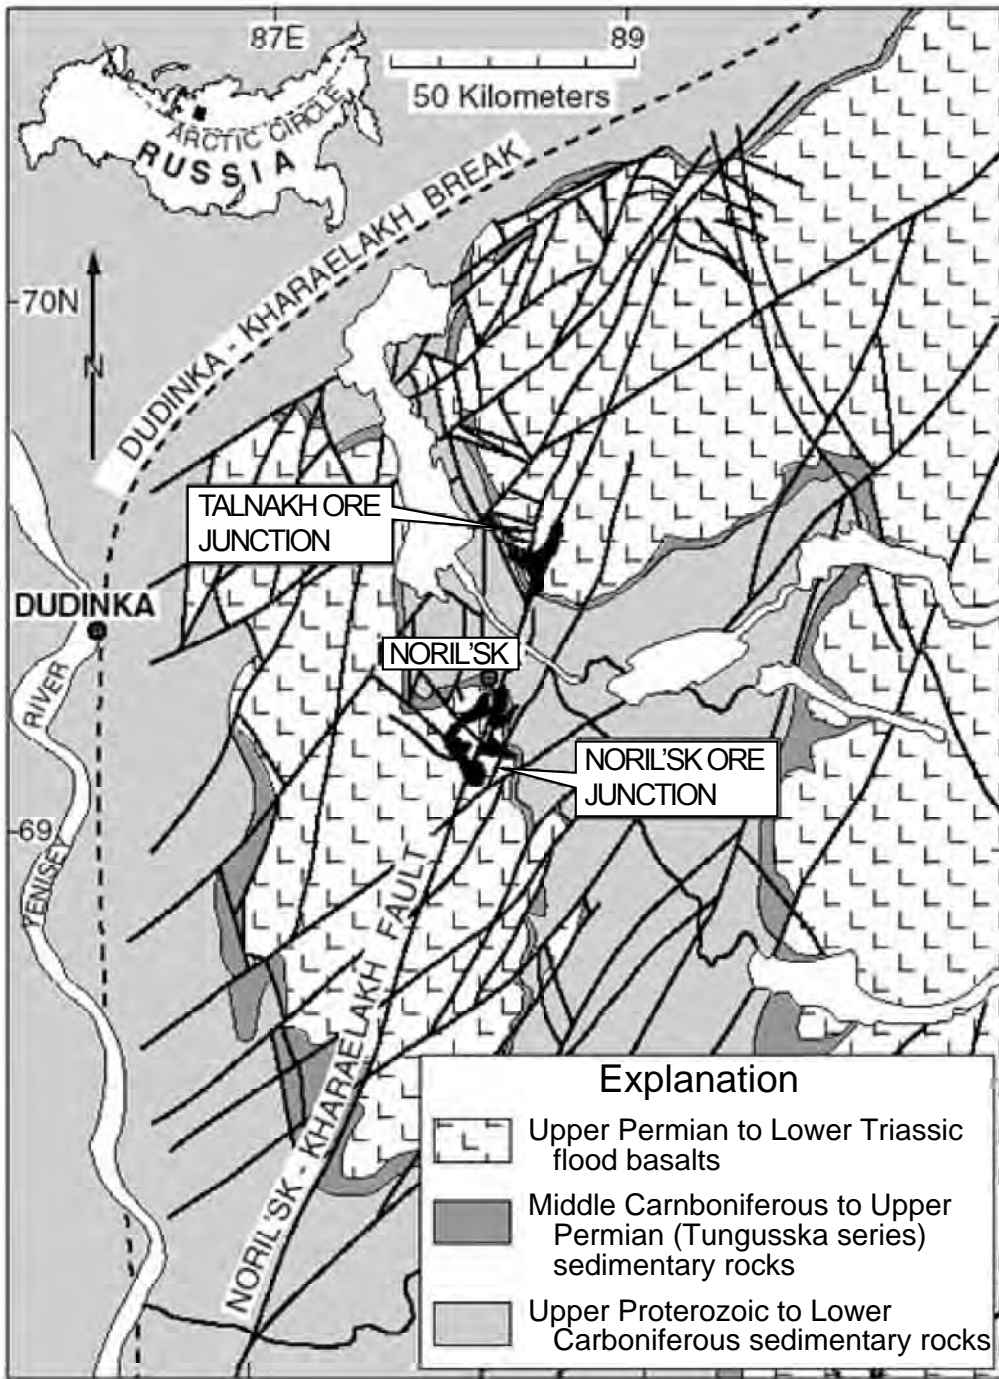 87E
89
50 Kilometers
ARCTIC CIRCLE
RUSSIA
DUDINKA - KHARAELAKH BREAK
70N
N
TALNAKH ORE
JUNCTION
DUDINKA
NORIL'SK
RIVER
NORIL'SK ORE
JUNCTION
69
YENISEY
NORIL'SK - KHARAELAKH FAULT
Explanation
L
Upper Permian to Lower Triassic
flood basalts
Middle Carnboniferous to Upper
Permian (Tungusska series)
sedimentary rocks
Upper Proterozoic to Lower
Carboniferous sedimentary rocks